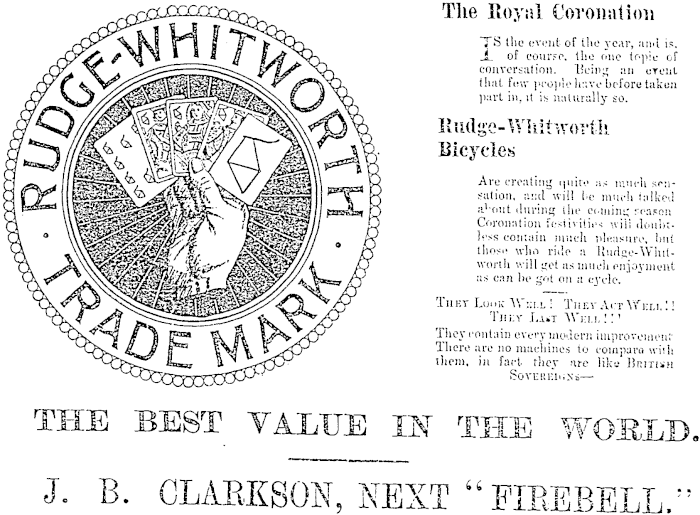 RUDGE-WHITWORTH
· TRADE MARK ·
The Royal Coronation
IS the event of the year, and is,
of course, the one topic of
conversation. Being an event
that few people have before taken
part in, it is naturally so.
Rudge-Whitworth
Bicycles
Are creating quite as much sen-
sation, and will be much talked
about during the coming season
Coronation festivities will doubt-
less contain much pleasure, but
those who ride a Rudge-Whit-
worth will get as much enjoyment
as can be got on a cycle.
THEY LOOK WELL! THEY ACT WELL!!
THEY LAST WELL!!!
They contain every modern improvement
There are no machines to compare with
them, in fact they are like BRITISH
SOVEREIGNS—
THE BEST VALUE IN THE WORLD.
J. B. CLARKSON, NEXT "FIREBELL."